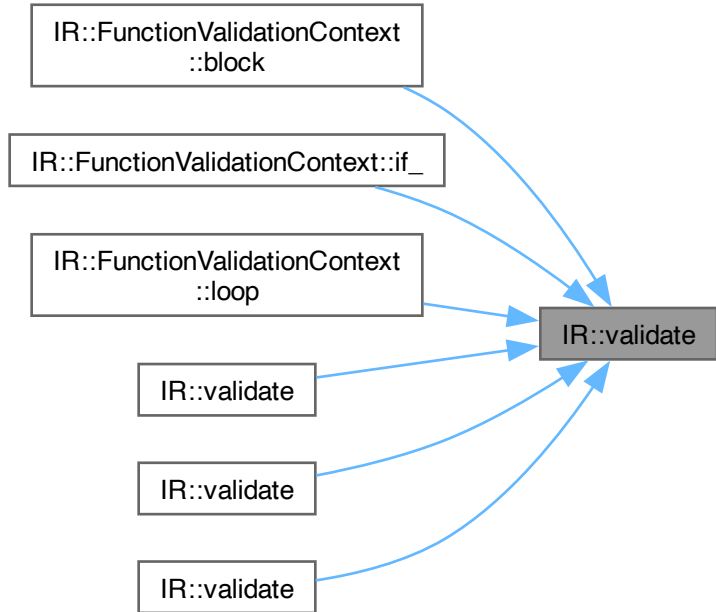 IR::FunctionValidationContext
::block
IR::FunctionValidationContext::if_
IR::FunctionValidationContext
::loop
IR::validate
IR::validate
IR::validate
IR::validate